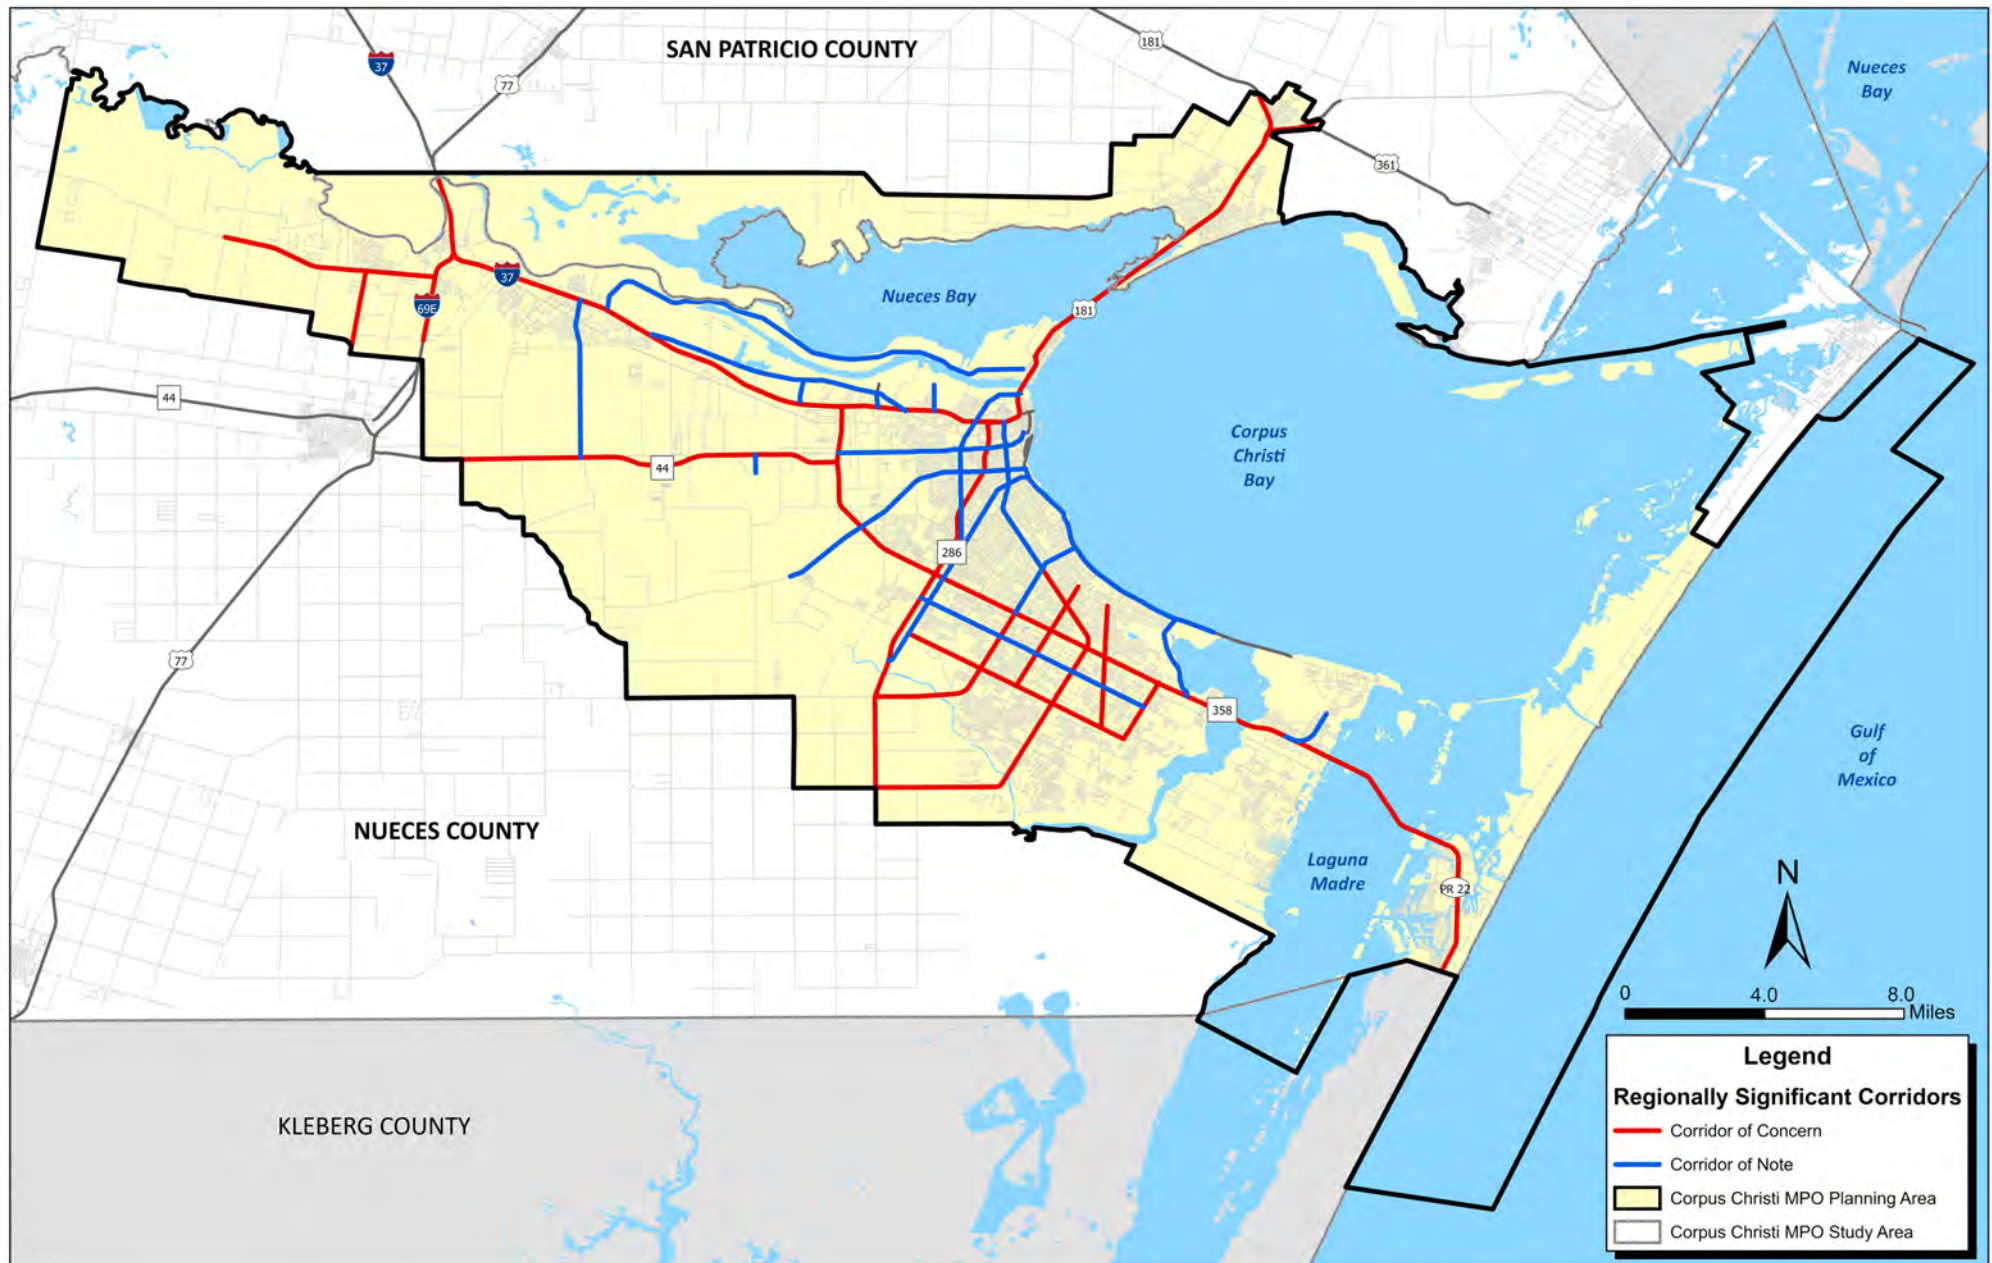 SAN PATRICIO COUNTY
181
Nueces
Bay
37
77
361
37
69E
Nueces Bay
181
44
Corpus
Christi
Bay
44
286
77
358
Gulf
of
Mexico
NUECES COUNTY
Laguna
Madre
PR 22
N
0 4.0 8.0
Miles
KLEBERG COUNTY
Legend
Regionally Significant Corridors
Corridor of Concern
Corridor of Note
Corpus Christi MPO Planning Area
Corpus Christi MPO Study Area